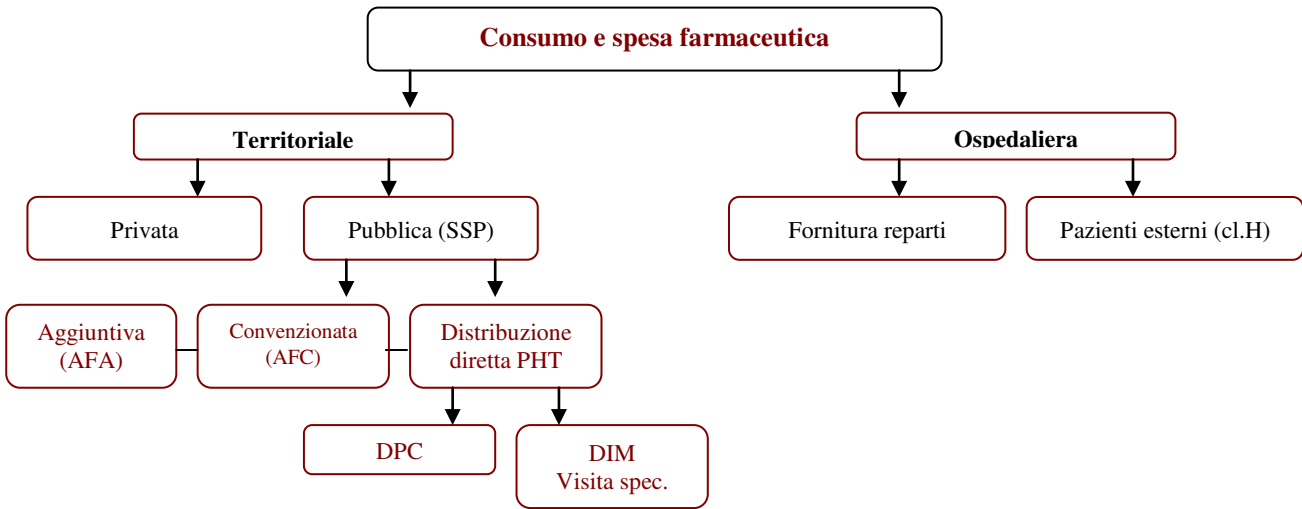 Consumo e spesa farmaceutica
Territoriale
Ospedaliera
Privata
Pubblica (SSP)
Fornitura reparti
Pazienti esterni (cl.H)
Aggiuntiva
(AFA)
Convenzionata
(AFC)
Distribuzione
diretta PHT
DPC
DIM
Visita spec.